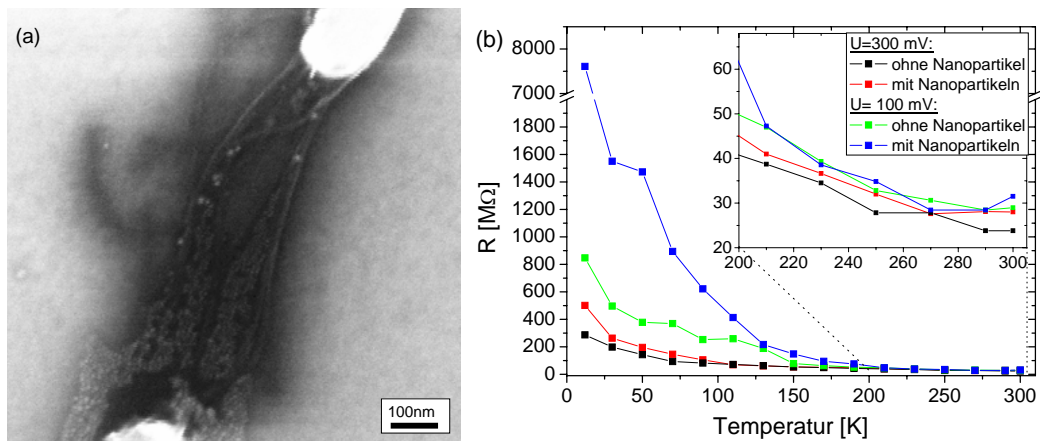 (a)
100nm
(b)
R [MΩ]
8000
7000
1800
1600
1400
1200
1000
800
600
400
200
0
0 50 100 150 200 250 300
Temperatur [K]
60
50
40
30
20
200 220 240 260 280 300
U=300 mV:
ohne Nanopartikel
mit Nanopartikeln
U= 100 mV:
ohne Nanopartikel
mit Nanopartikeln